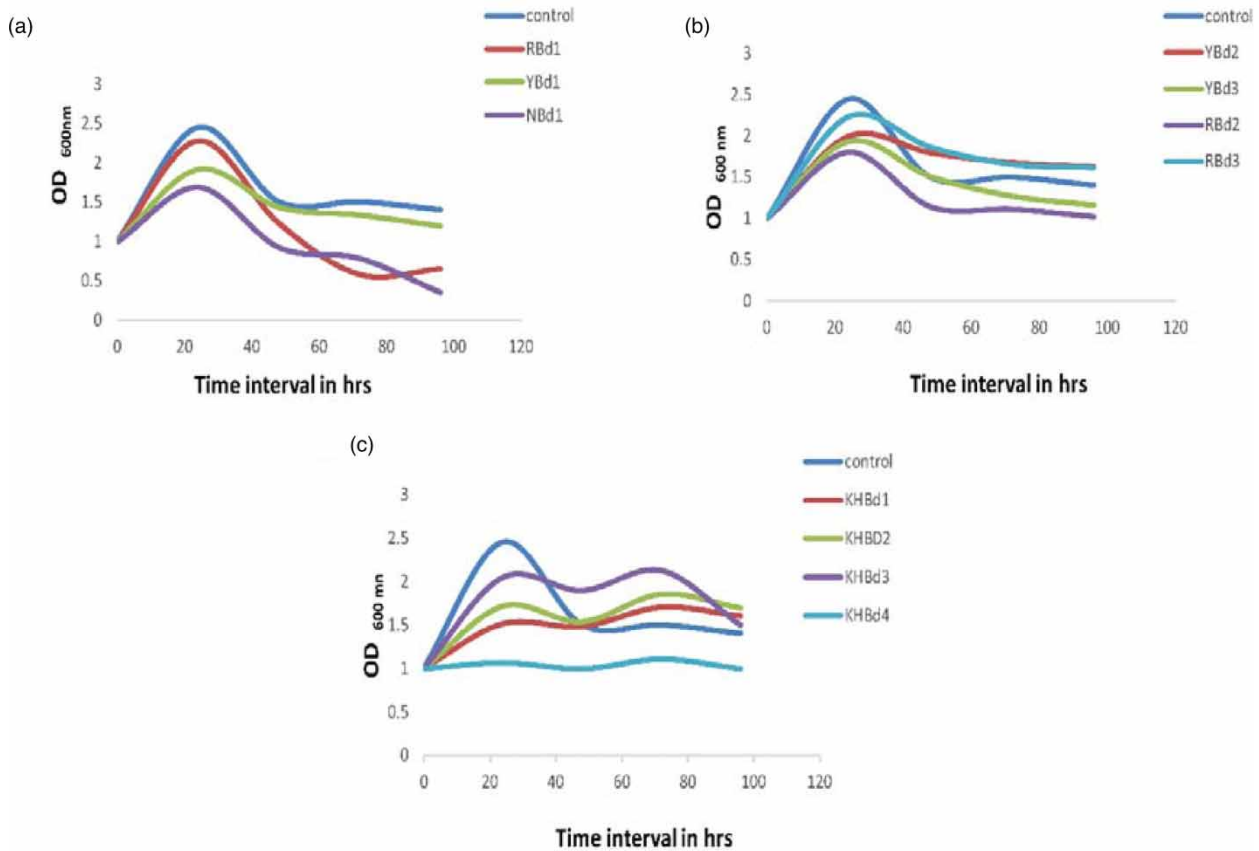 (a)
control
RBd1
YBd1
NBd1
3
2.5
2
1.5
1
0.5
0
0 20 40 60 80 100 120
OD 600nm
Time interval in hrs
(b)
control
YBd2
YBd3
RBd2
RBd3
3
2.5
2
1.5
1
0.5
0
0 20 40 60 80 100 120
OD 600 nm
Time interval in hrs
(c)
control
KHBd1
KHBD2
KHBd3
KHBd4
3
2.5
2
1.5
1
0.5
0
0 20 40 60 80 100 120
OD 600 mn
Time interval in hrs